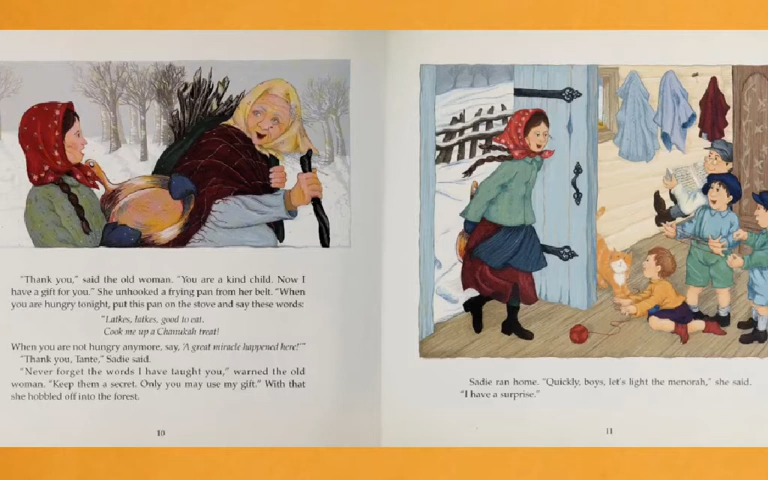 "Thank you," said the old woman. "You are a kind child. Now I
have a gift for you." She unhooked a frying pan from her belt. "When
you are hungry tonight, put this pan on the stove and say these words:
"Latkes, latkes, good to eat.
Cook me up a Chanukah treat!
When you are not hungry anymore, say, 'A great miracle happened here!'"
"Thank you, Tante," Sadie said.
"Never forget the words I have taught you," warned the old
woman. "Keep them a secret. Only you may use my gift." With that
she hobbled off into the forest.
10
Sadie ran home. "Quickly, boys, let's light the menorah," she said.
"I have a surprise."
11